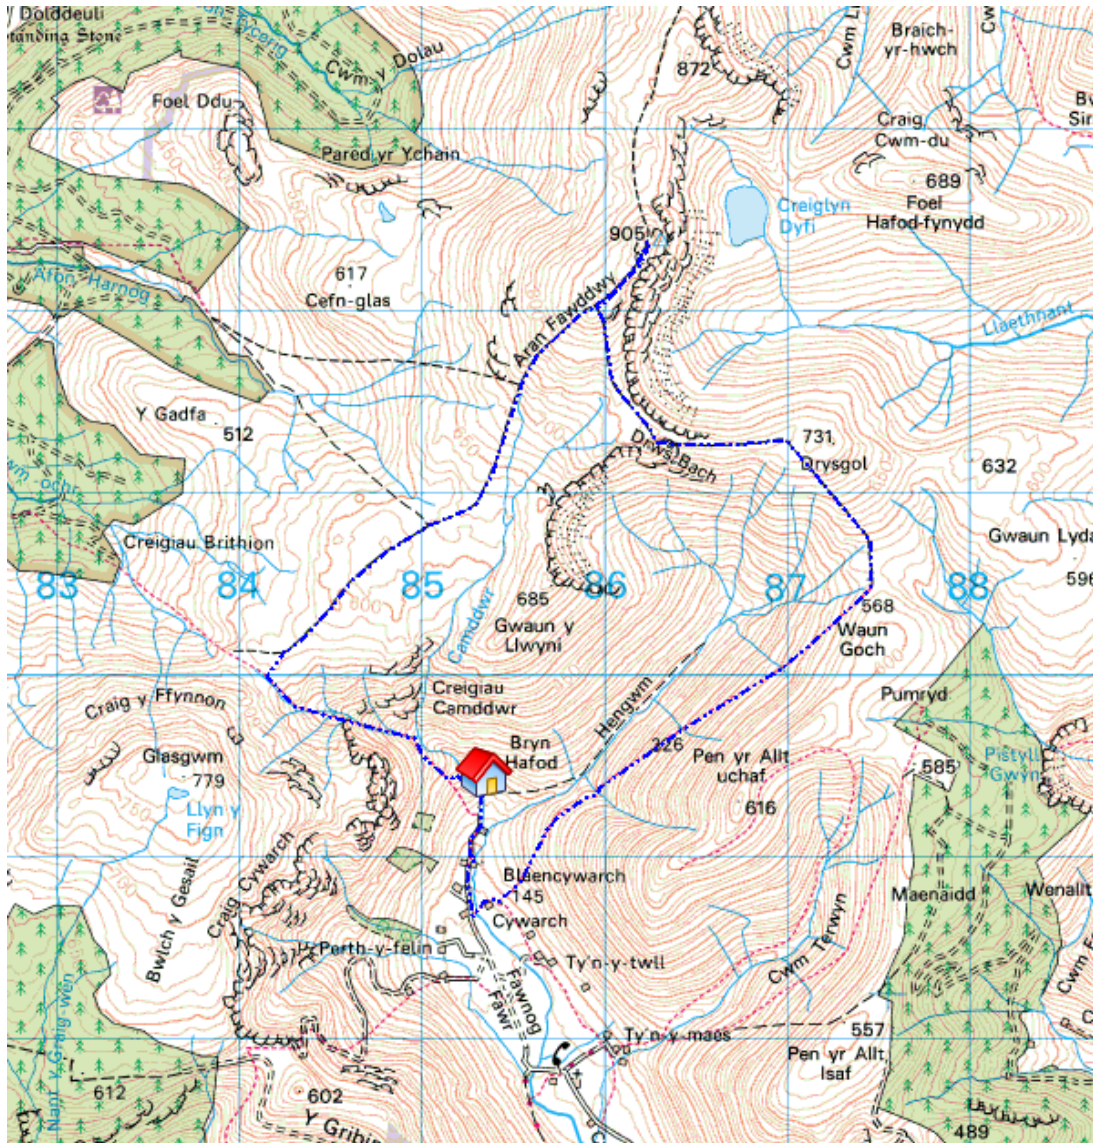 Dolddeuli
Standing Stone
Cwm y Dolau
872
Braich-
yr-hwch
Foel Ddu
Craig
Cwm-du
Pared yr Ychain
689
Foel
Hafod-fynydd
Creiglyn
Dyfi
905
617
Cefn-glas
Afon Harnog
Aran Fawddwy
Llaethnant
Y Gadfa
512
731
Drysgol
Drws Bach
632
Creigiau Brithion
Gwaun Lyda
596
83
84
85
86
87
88
685
Gwaun y
Llwyni
Camddwr
568
Waun
Goch
Craig y Ffynnon
Creigiau
Camddwr
Hengwm
Pumryd
Glasgwm
779
Bryn
Hafod
226
Pen yr Allt
uchaf
585
Pistyll
Gwyn
Llyn y
Fign
616
Craig Cywarch
Bwlch y Gesail
Blaencywarch
145
Cywarch
Maenaidd
Wenallt
Perth-y-felin
Ty'n-y-twll
Cwm Terwyn
Fawnog
Fawr
Nant y Graig-wen
Ty'n-y-maes
557
Pen yr Allt
Isaf
612
602
Y Gribin
489